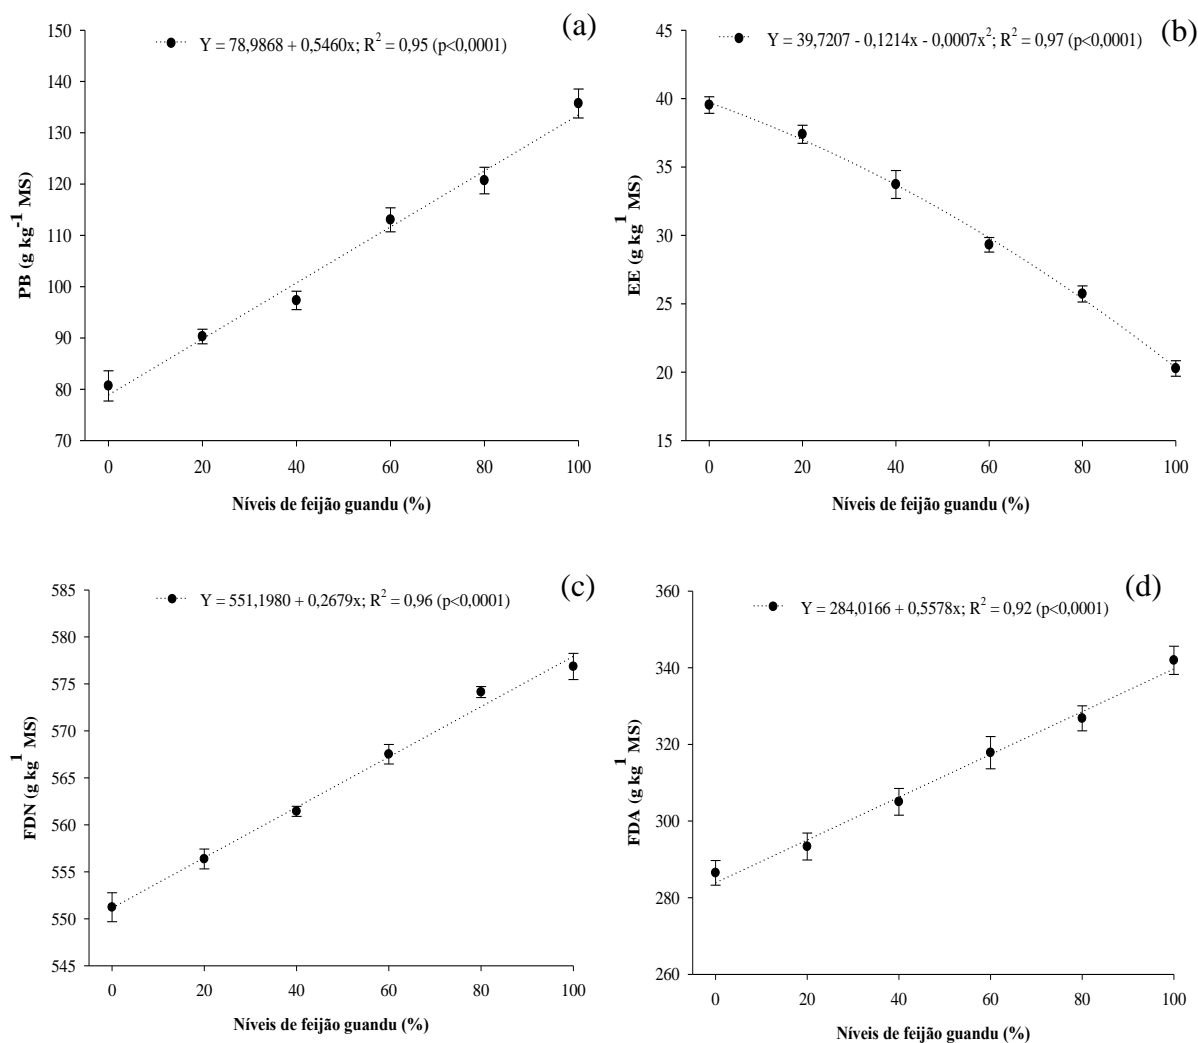 (a)
Y = 78,9868 + 0,5460x; R² = 0,95 (p<0,0001)
150
140
130
120
110
100
90
80
70
PB (g kg⁻¹ MS)
0 20 40 60 80 100
Níveis de feijão guandu (%)
(b)
Y = 39,7207 - 0,1214x - 0,0007x²; R² = 0,97 (p<0,0001)
45
40
35
30
25
20
15
EE (g kg¹ MS)
0 20 40 60 80 100
Níveis de feijão guandu (%)
(c)
Y = 551,1980 + 0,2679x; R² = 0,96 (p<0,0001)
585
580
575
570
565
560
555
550
545
FDN (g kg¹ MS)
0 20 40 60 80 100
Níveis de feijão guandu (%)
(d)
Y = 284,0166 + 0,5578x; R² = 0,92 (p<0,0001)
360
340
320
300
280
260
FDA (g kg¹ MS)
0 20 40 60 80 100
Níveis de feijão guandu (%)